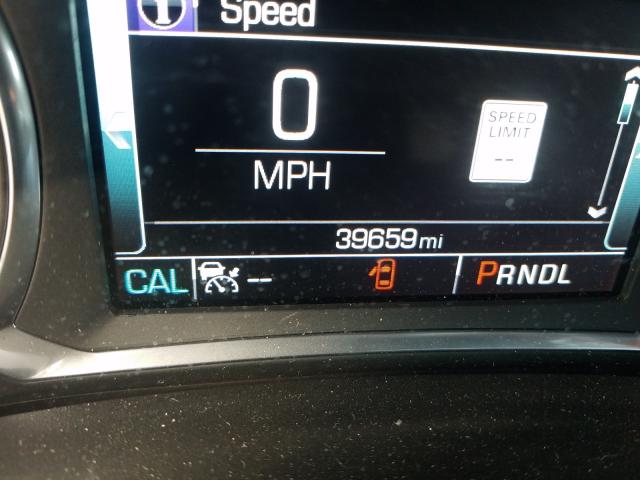 i Speed
0
MPH
SPEED
LIMIT
--
39659 mi
CAL -- PRNDL